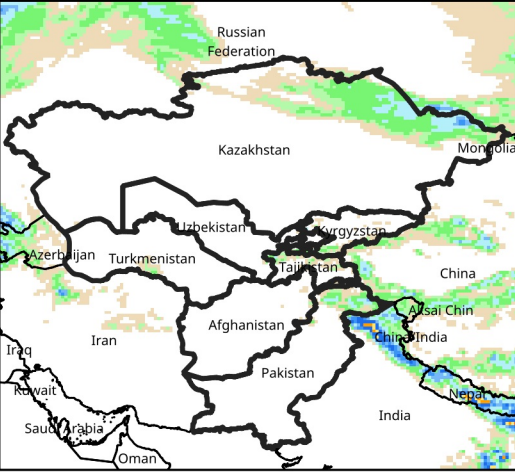 Russian
Federation
Kazakhstan
Mongolia
Uzbekistan
Kyrgyzstan
Azerbaijan
Turkmenistan
Tajikistan
China
Aksai Chin
Afghanistan
China/India
Iran
Iraq
Pakistan
Kuwait
Nepal
India
Saudi Arabia
Oman